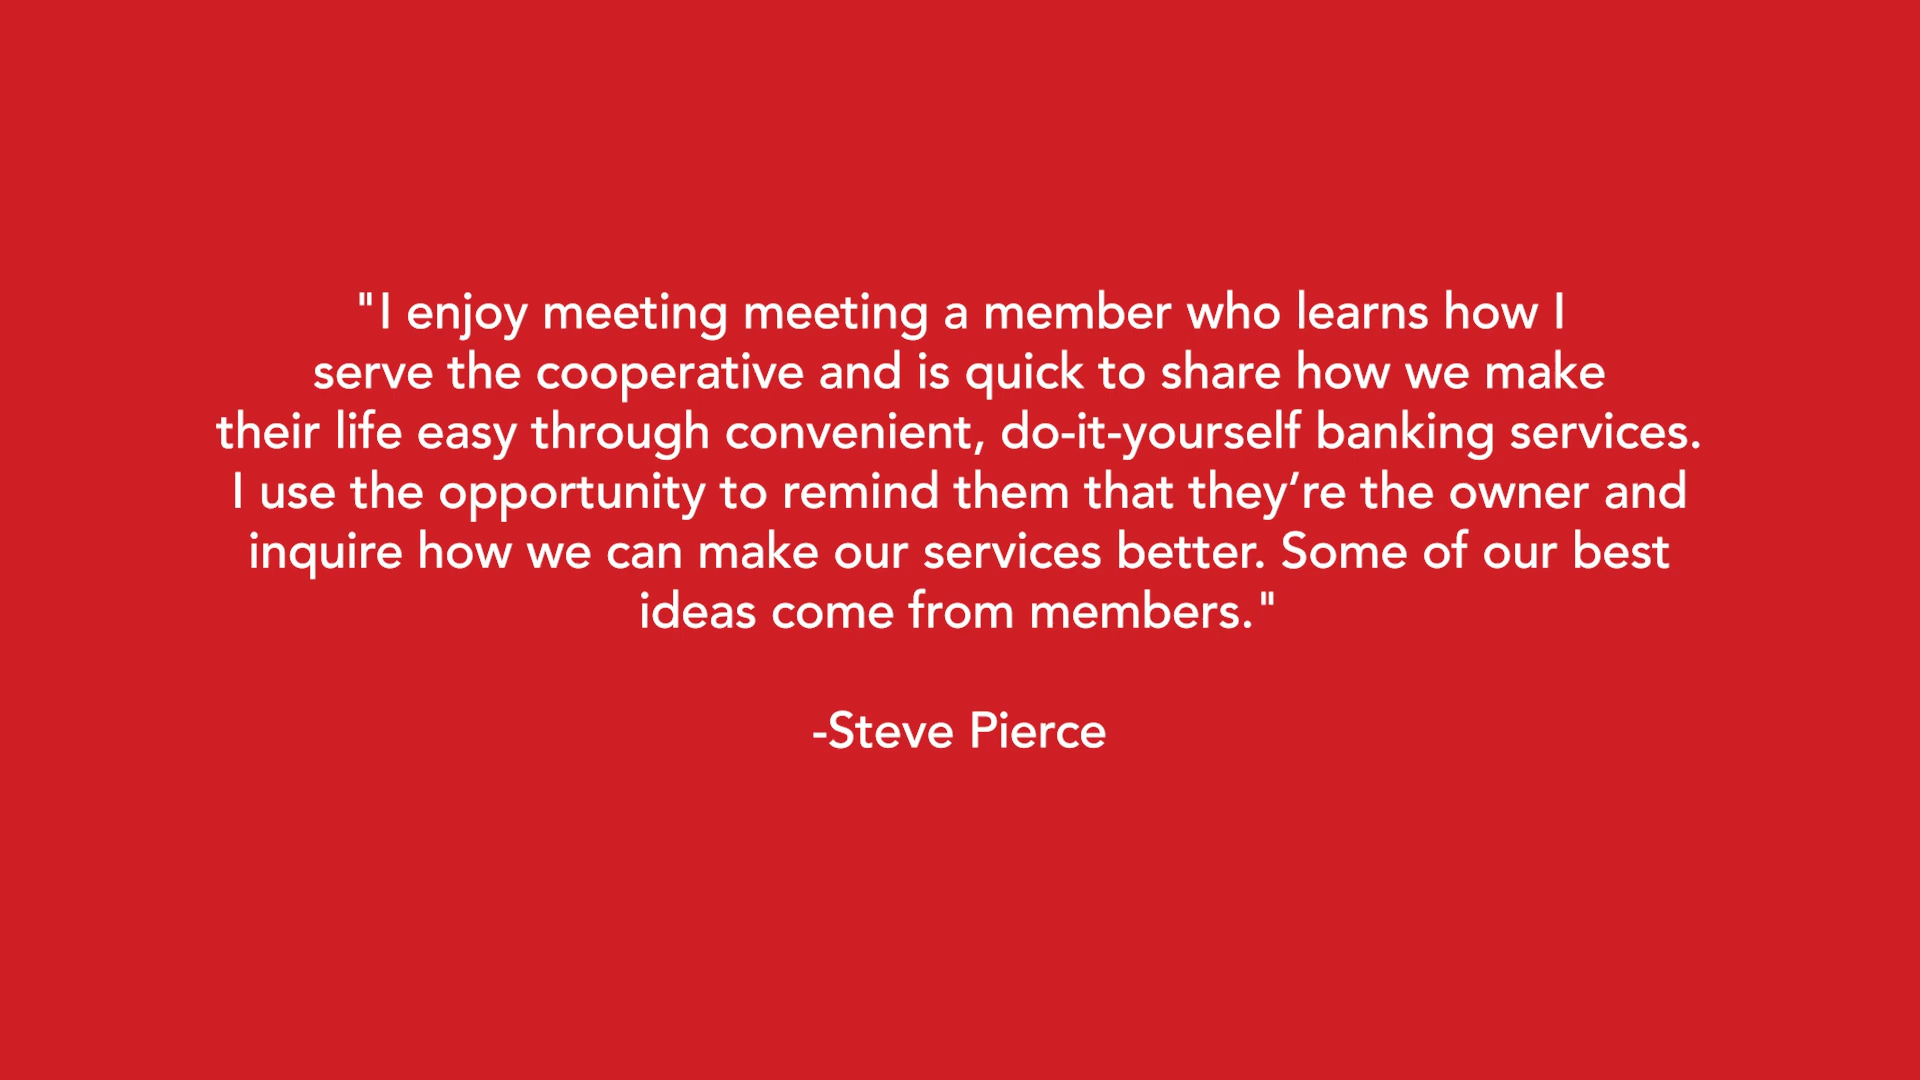 "I enjoy meeting meeting a member who learns how I
serve the cooperative and is quick to share how we make
their life easy through convenient, do-it-yourself banking services.
I use the opportunity to remind them that they’re the owner and
inquire how we can make our services better. Some of our best
ideas come from members."
-Steve Pierce